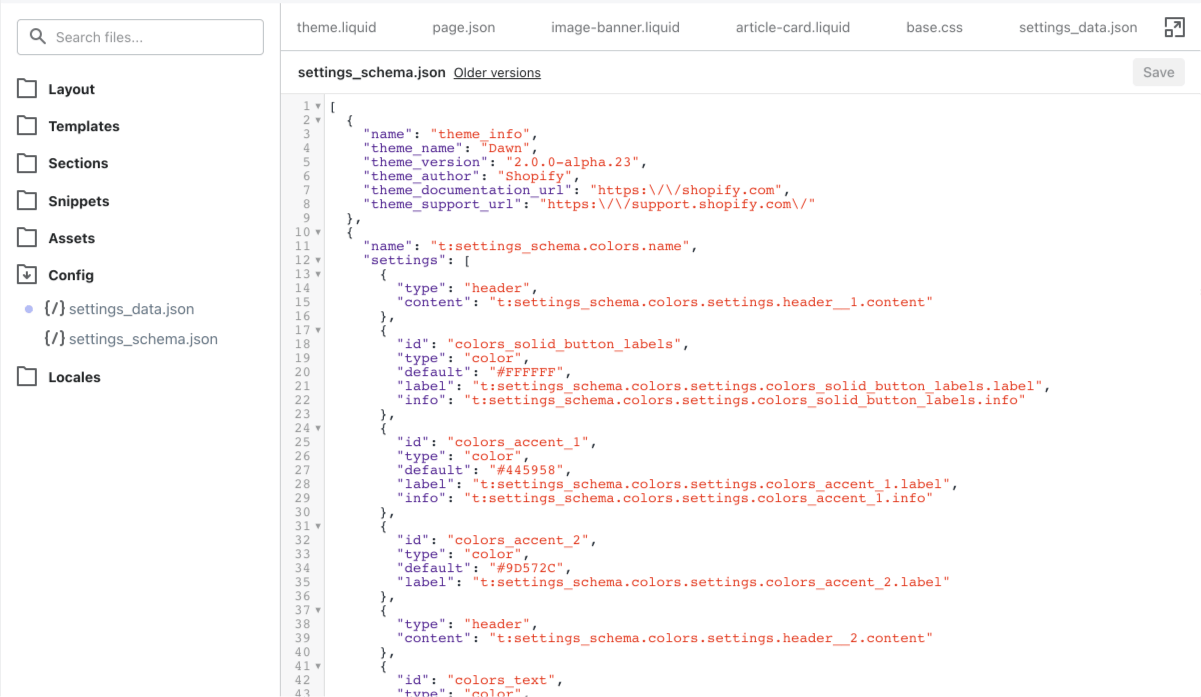 Search files...
Layout
Templates
Sections
Snippets
Assets
Config
{/} settings_data.json
{/} settings_schema.json
Locales
theme.liquid page.json image-banner.liquid article-card.liquid base.css settings_data.json
settings_schema.json Older versions Save
1 [
2 {
3 "name": "theme_info",
4 "theme_name": "Dawn",
5 "theme_version": "2.0.0-alpha.23",
6 "theme_author": "Shopify",
7 "theme_documentation_url": "https:\/\/shopify.com",
8 "theme_support_url": "https:\/\/support.shopify.com\/"
9 },
10 {
11 "name": "t:settings_schema.colors.name",
12 "settings": [
13 {
14 "type": "header",
15 "content": "t:settings_schema.colors.settings.header__1.content"
16 },
17 {
18 "id": "colors_solid_button_labels",
19 "type": "color",
20 "default": "#FFFFFF",
21 "label": "t:settings_schema.colors.settings.colors_solid_button_labels.label",
22 "info": "t:settings_schema.colors.settings.colors_solid_button_labels.info"
23 },
24 {
25 "id": "colors_accent_1",
26 "type": "color",
27 "default": "#445958",
28 "label": "t:settings_schema.colors.settings.colors_accent_1.label",
29 "info": "t:settings_schema.colors.settings.colors_accent_1.info"
30 },
31 {
32 "id": "colors_accent_2",
33 "type": "color",
34 "default": "#9D572C",
35 "label": "t:settings_schema.colors.settings.colors_accent_2.label"
36 },
37 {
38 "type": "header",
39 "content": "t:settings_schema.colors.settings.header__2.content"
40 },
41 {
42 "id": "colors_text",
43 "type": "color",